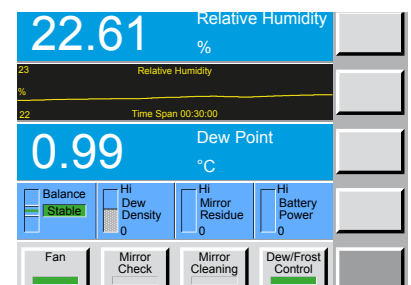 22.61
Relative Humidity
%
23
Relative Humidity
%
22
Time Span 00:30:00
0.99
Dew Point
°C
Balance
Stable
Hi
Dew
Density
0
Hi
Mirror
Residue
0
Hi
Battery
Power
0
Fan
Mirror
Check
Mirror
Cleaning
Dew/Frost
Control